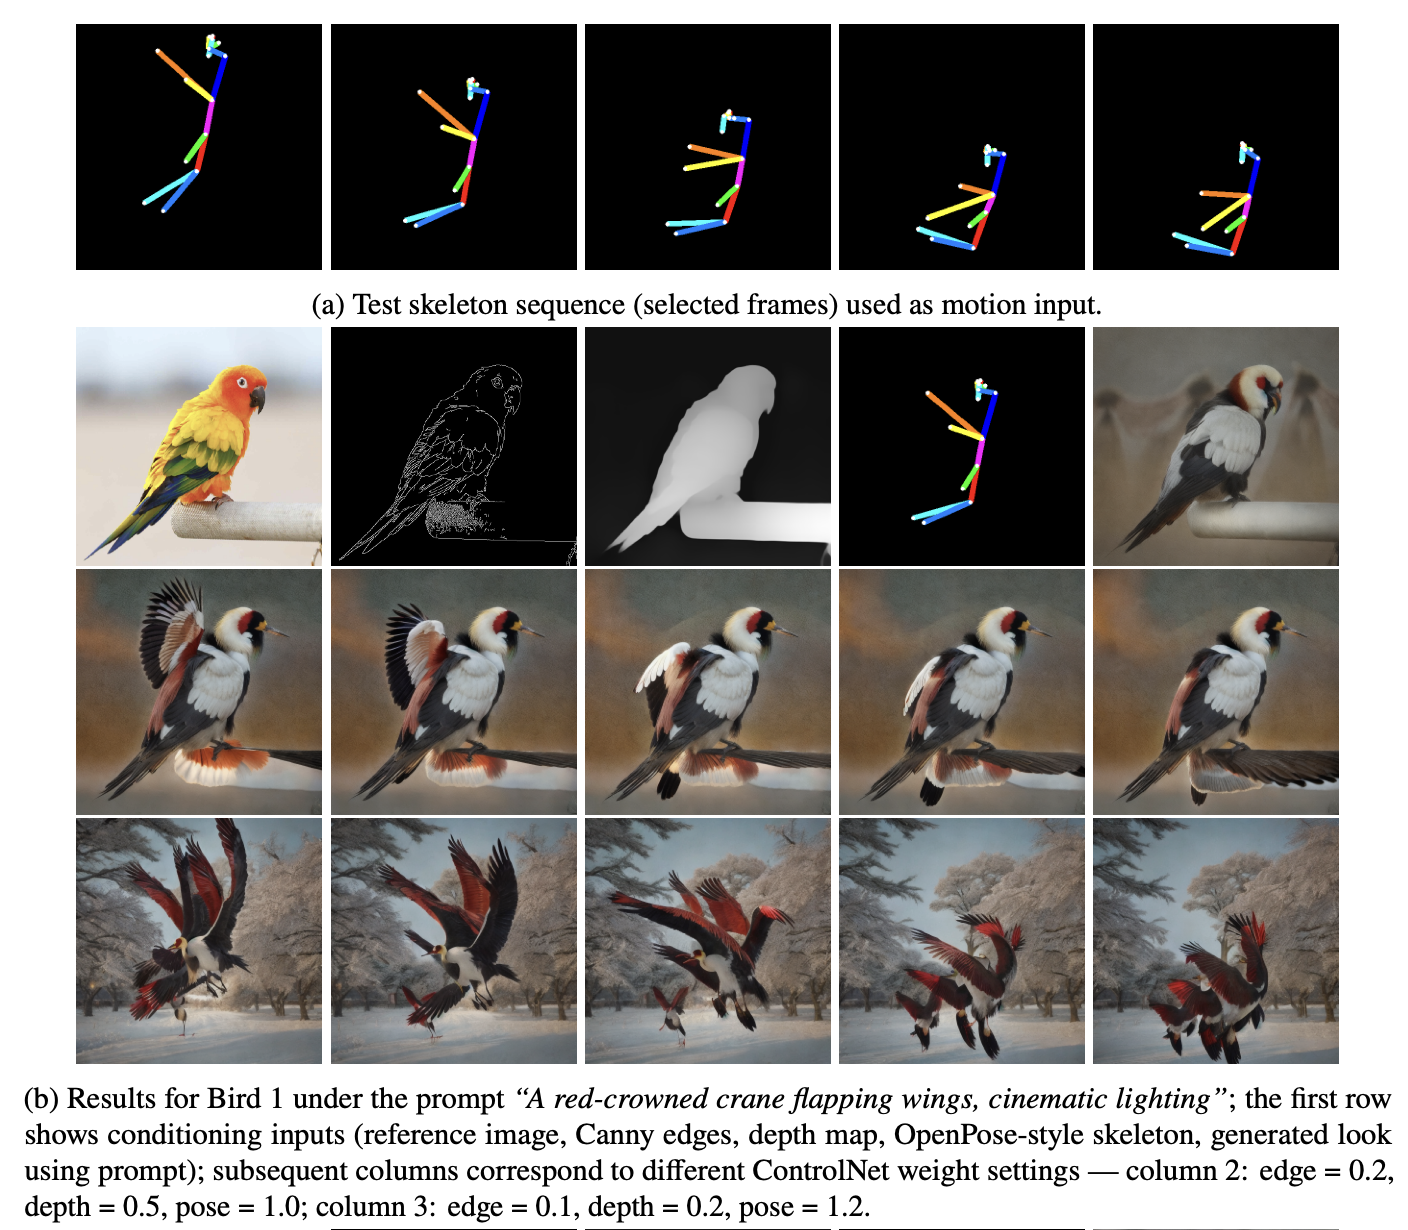 (a) Test skeleton sequence (selected frames) used as motion input.
(b) Results for Bird 1 under the prompt “A red-crowned crane flapping wings, cinematic lighting”; the first row
shows conditioning inputs (reference image, Canny edges, depth map, OpenPose-style skeleton, generated look
using prompt); subsequent columns correspond to different ControlNet weight settings — column 2: edge = 0.2,
depth = 0.5, pose = 1.0; column 3: edge = 0.1, depth = 0.2, pose = 1.2.